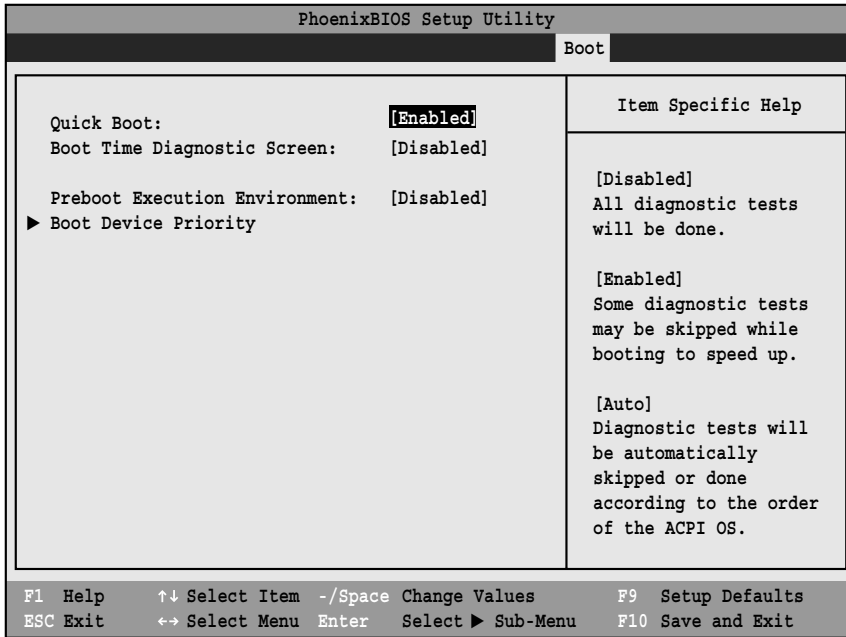 PhoenixBIOS Setup Utility
Boot
Quick Boot: [Enabled]
Boot Time Diagnostic Screen: [Disabled]
Preboot Execution Environment: [Disabled]
▶ Boot Device Priority
Item Specific Help
[Disabled]
All diagnostic tests
will be done.
[Enabled]
Some diagnostic tests
may be skipped while
booting to speed up.
[Auto]
Diagnostic tests will
be automatically
skipped or done
according to the order
of the ACPI OS.
F1 Help ↑↓ Select Item -/Space Change Values F9 Setup Defaults
ESC Exit ←→ Select Menu Enter Select ▶ Sub-Menu F10 Save and Exit